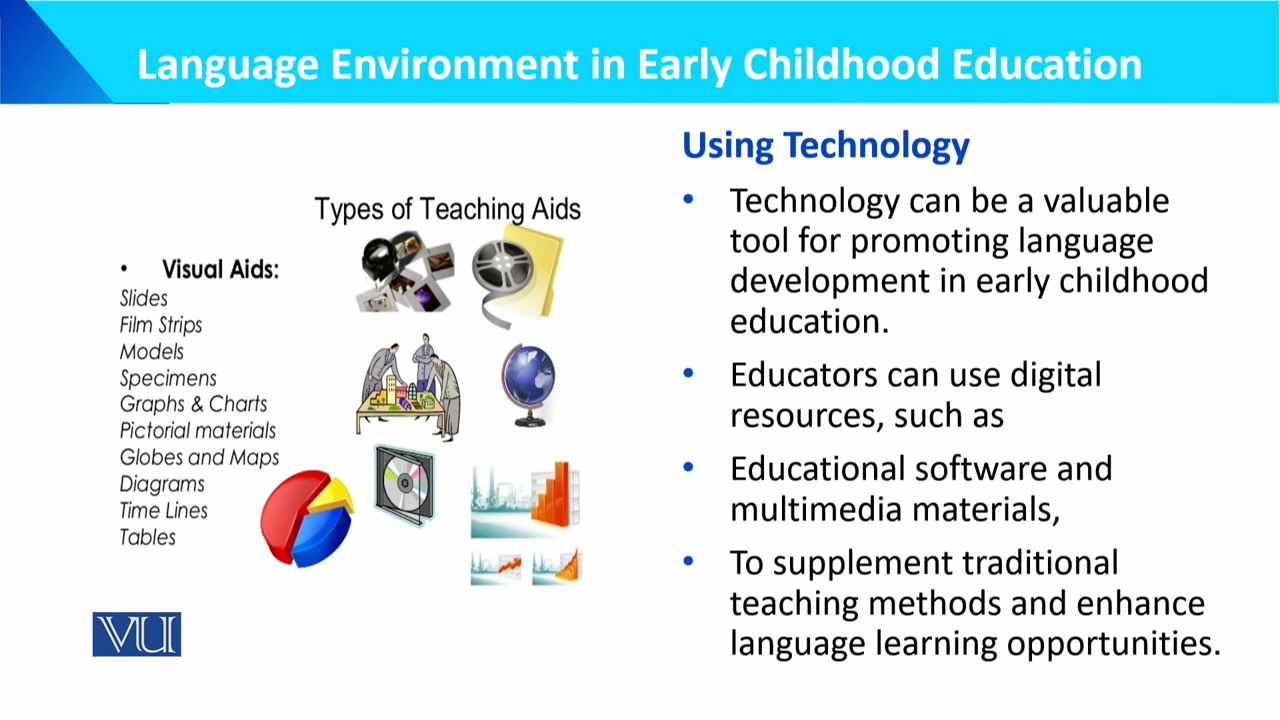 Language Environment in Early Childhood Education
Types of Teaching Aids
• Visual Aids:
Slides
Film Strips
Models
Specimens
Graphs & Charts
Pictorial materials
Globes and Maps
Diagrams
Time Lines
Tables
VU
Using Technology
• Technology can be a valuable
tool for promoting language
development in early childhood
education.
• Educators can use digital
resources, such as
• Educational software and
multimedia materials,
• To supplement traditional
teaching methods and enhance
language learning opportunities.